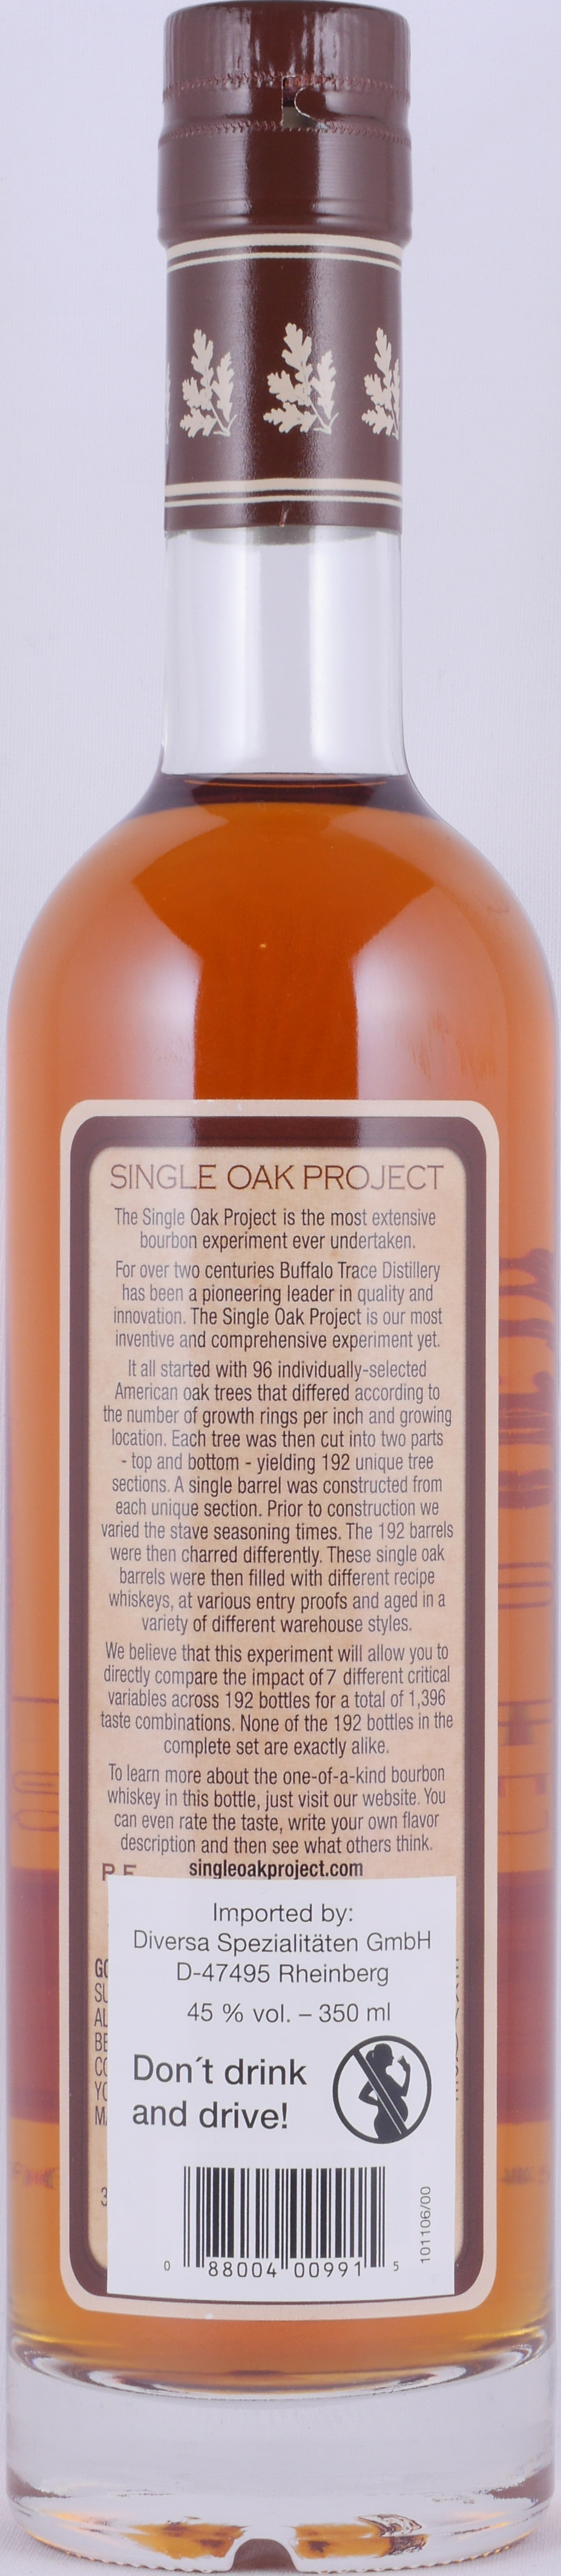 SINGLE OAK PROJECT
The Single Oak Project is the most extensive
bourbon experiment ever undertaken.
For over two centuries Buffalo Trace Distillery
has been a pioneering leader in quality and
innovation. The Single Oak Project is our most
inventive and comprehensive experiment yet.
It all started with 96 individually-selected
American oak trees that differed according to
the number of growth rings per inch and growing
location. Each tree was then cut into two parts
- top and bottom - yielding 192 unique tree
sections. A single barrel was constructed from
each unique section. Prior to construction we
varied the stave seasoning times. The 192 barrels
were then charred differently. These single oak
barrels were then filled with different recipe
whiskeys, at various entry proofs and aged in a
variety of different warehouse styles.
We believe that this experiment will allow you to
directly compare the impact of 7 different critical
variables across 192 bottles for a total of 1,396
taste combinations. None of the 192 bottles in the
complete set are exactly alike.
To learn more about the one-of-a-kind bourbon
whiskey in this bottle, just visit our website. You
can even rate the taste, write your own flavor
description and then see what others think.
singleoakproject.com
Imported by:
Diversa Spezialitäten GmbH
D-47495 Rheinberg
45 % vol. – 350 ml
Don´t drink
and drive!
101106/00
0 88004 00991 5